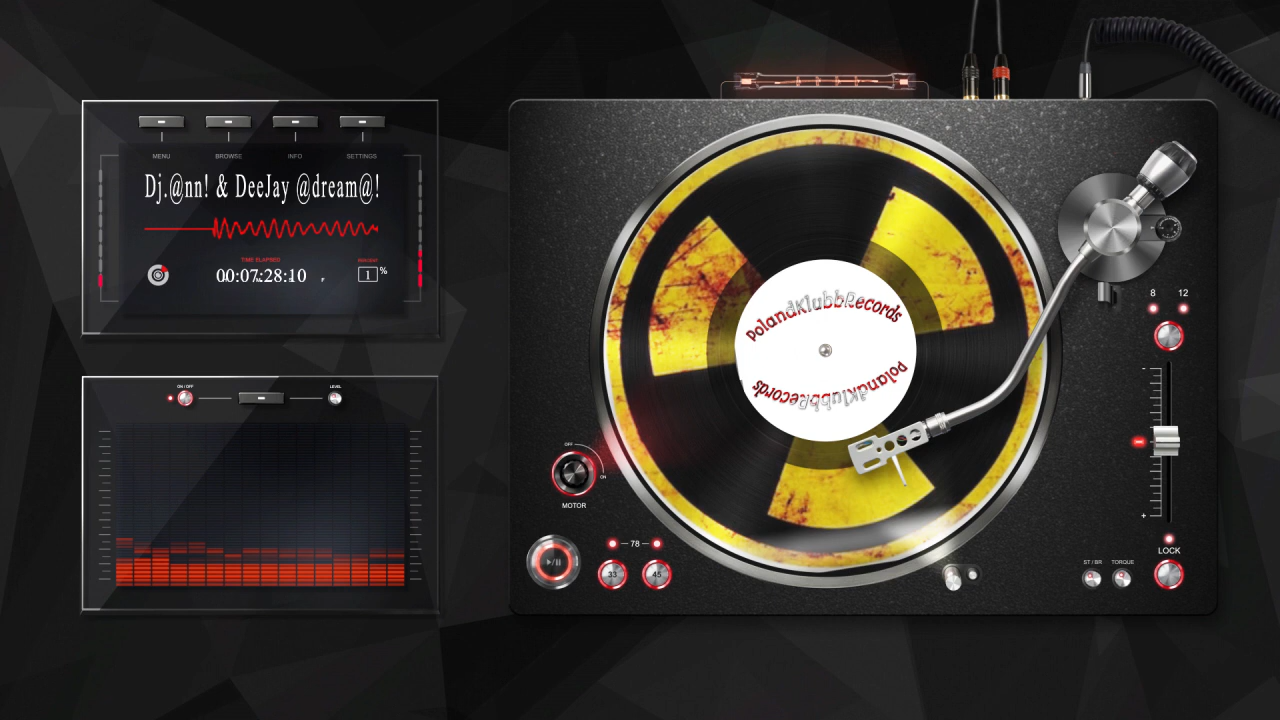 MENU BROWSE INFO SETTINGS
Dj.@nn! & DeeJay @dream@!
TIME ELAPSED
00:07:28:10
1 %
ON / OFF
LEVEL
PolandKlubbRecords
PolandKlubbRecords
8 12
OFF
ON
MOTOR
78
33 45
-
+
LOCK
ST / BR TORQUE